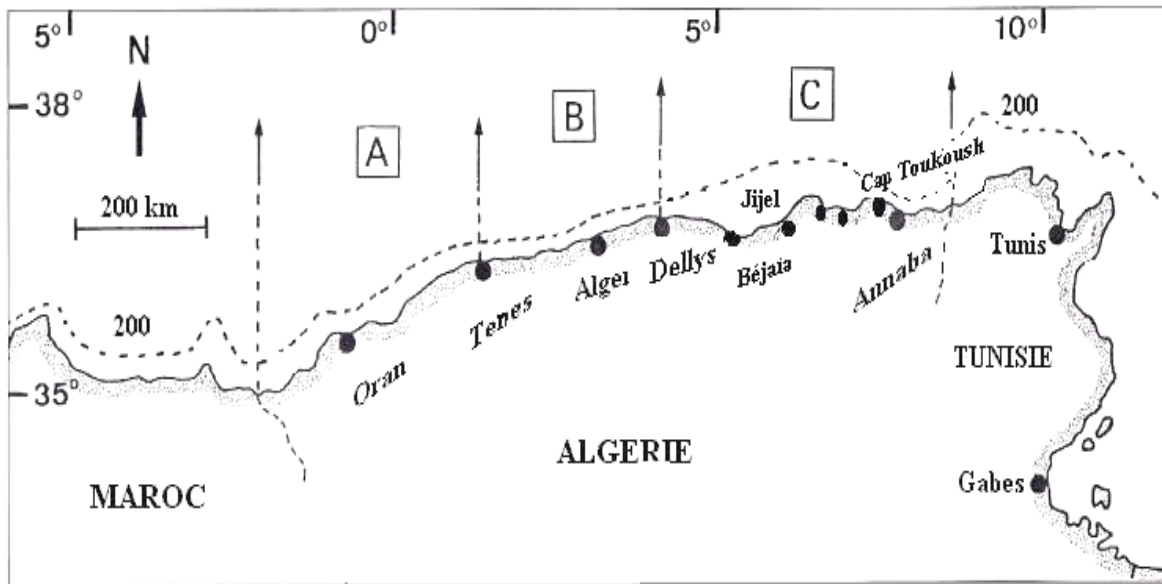 5° 0° 5° 10°
N
38°
A
B
C
200
200 km
Cap Toukoush
Jijel
Tunis
Alger
Dellys
Béjaïa
Annaba
Tenes
200
Oran
TUNISIE
35°
ALGERIE
MAROC
Gabes